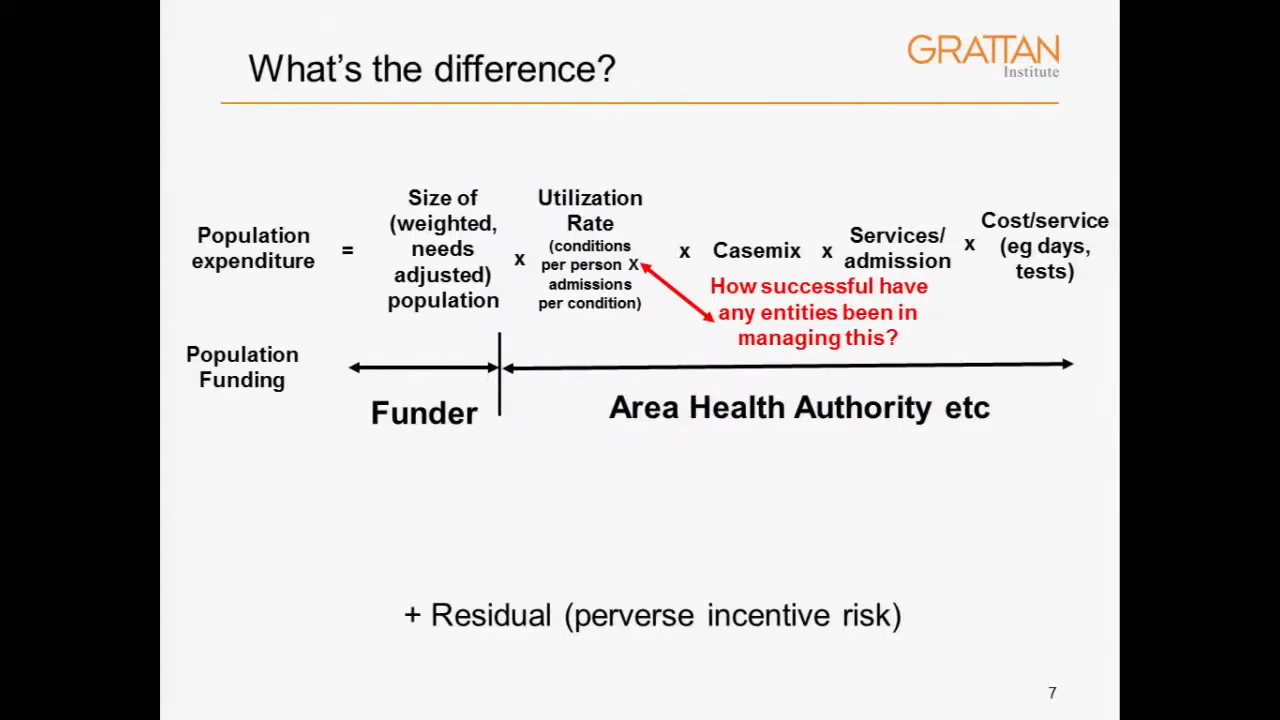 What's the difference?
GRATTAN
Institute
Population
expenditure
=
Size of
(weighted,
needs
adjusted)
population
x
Utilization
Rate
(conditions
per person X
admissions
per condition)
x
Casemix
x
Services/
admission
x
Cost/service
(eg days,
tests)
How successful have
any entities been in
managing this?
Population
Funding
Funder
Area Health Authority etc
+ Residual (perverse incentive risk)
7